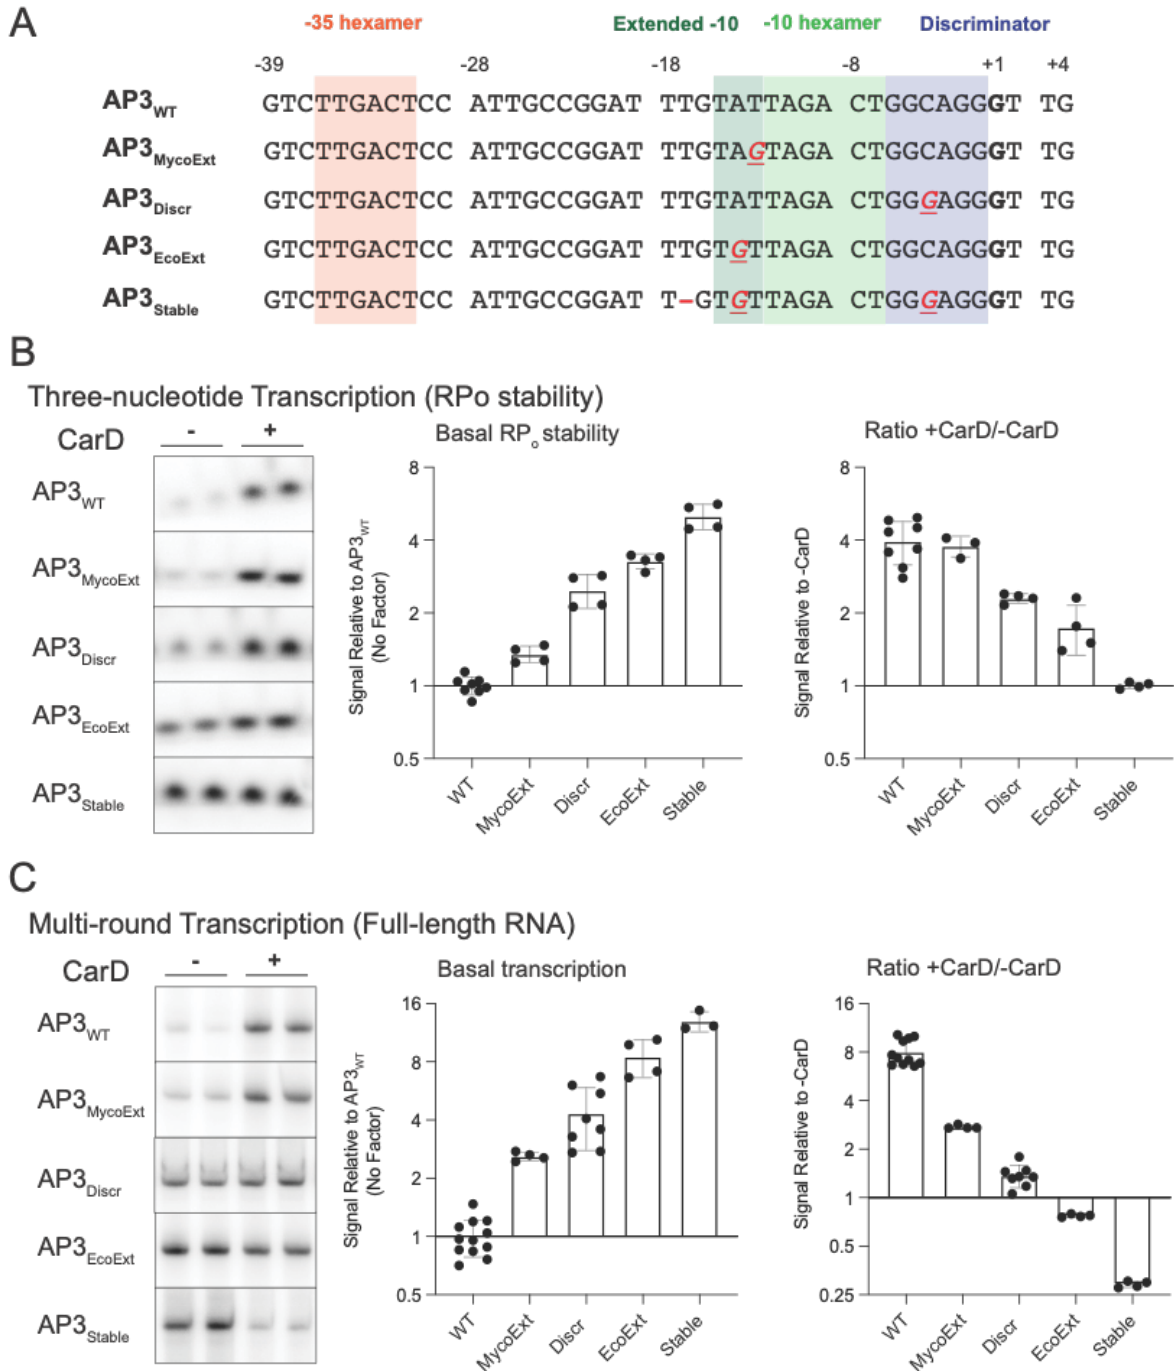 A
-35 hexamer Extended -10 -10 hexamer Discriminator
-39 -28 -18 -8 +1 +4
AP3WT GTCTTGACTCC ATTGCCGGAT TTGTATTAGA CTGGCAGGGT TG
AP3MycoExt GTCTTGACTCC ATTGCCGGAT TTGTAGTAGA CTGGCAGGGT TG
AP3Discr GTCTTGACTCC ATTGCCGGAT TTGTATTAGA CTGGGAGGGT TG
AP3EcoExt GTCTTGACTCC ATTGCCGGAT TTGTGTTAGA CTGGCAGGGT TG
AP3Stable GTCTTGACTCC ATTGCCGGAT T-GTGTTAGA CTGGGAGGGT TG
B
Three-nucleotide Transcription (RPo stability)
CarD - +
AP3WT
AP3MycoExt
AP3Discr
AP3EcoExt
AP3Stable
Basal RPo stability
Signal Relative to AP3WT
(No Factor)
8
4
2
1
0.5
WT MycoExt Discr EcoExt Stable
Ratio +CarD/-CarD
Signal Relative to -CarD
8
4
2
1
0.5
WT MycoExt Discr EcoExt Stable
C
Multi-round Transcription (Full-length RNA)
CarD - +
AP3WT
AP3MycoExt
AP3Discr
AP3EcoExt
AP3Stable
Basal transcription
Signal Relative to AP3WT
(No Factor)
16
8
4
2
1
0.5
WT MycoExt Discr EcoExt Stable
Ratio +CarD/-CarD
Signal Relative to -CarD
16
8
4
2
1
0.5
0.25
WT MycoExt Discr EcoExt Stable